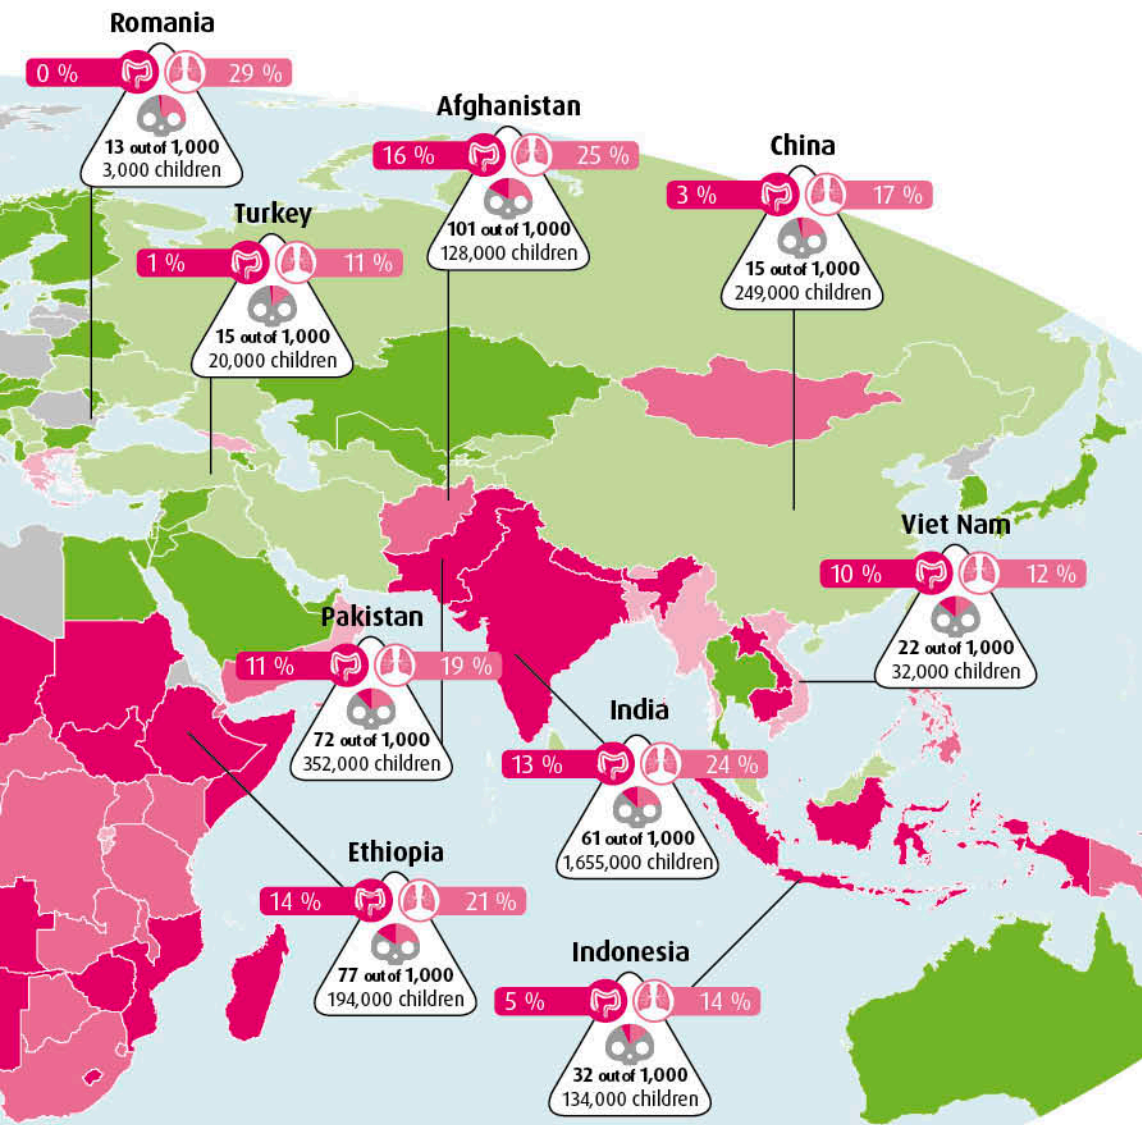 Romania
0 %
29 %
13 out of 1,000
3,000 children
Afghanistan
16 %
25 %
101 out of 1,000
128,000 children
China
3 %
17 %
15 out of 1,000
249,000 children
Turkey
1 %
11 %
15 out of 1,000
20,000 children
Viet Nam
10 %
12 %
22 out of 1,000
32,000 children
Pakistan
11 %
19 %
72 out of 1,000
352,000 children
India
13 %
24 %
61 out of 1,000
1,655,000 children
Ethiopia
14 %
21 %
77 out of 1,000
194,000 children
Indonesia
5 %
14 %
32 out of 1,000
134,000 children